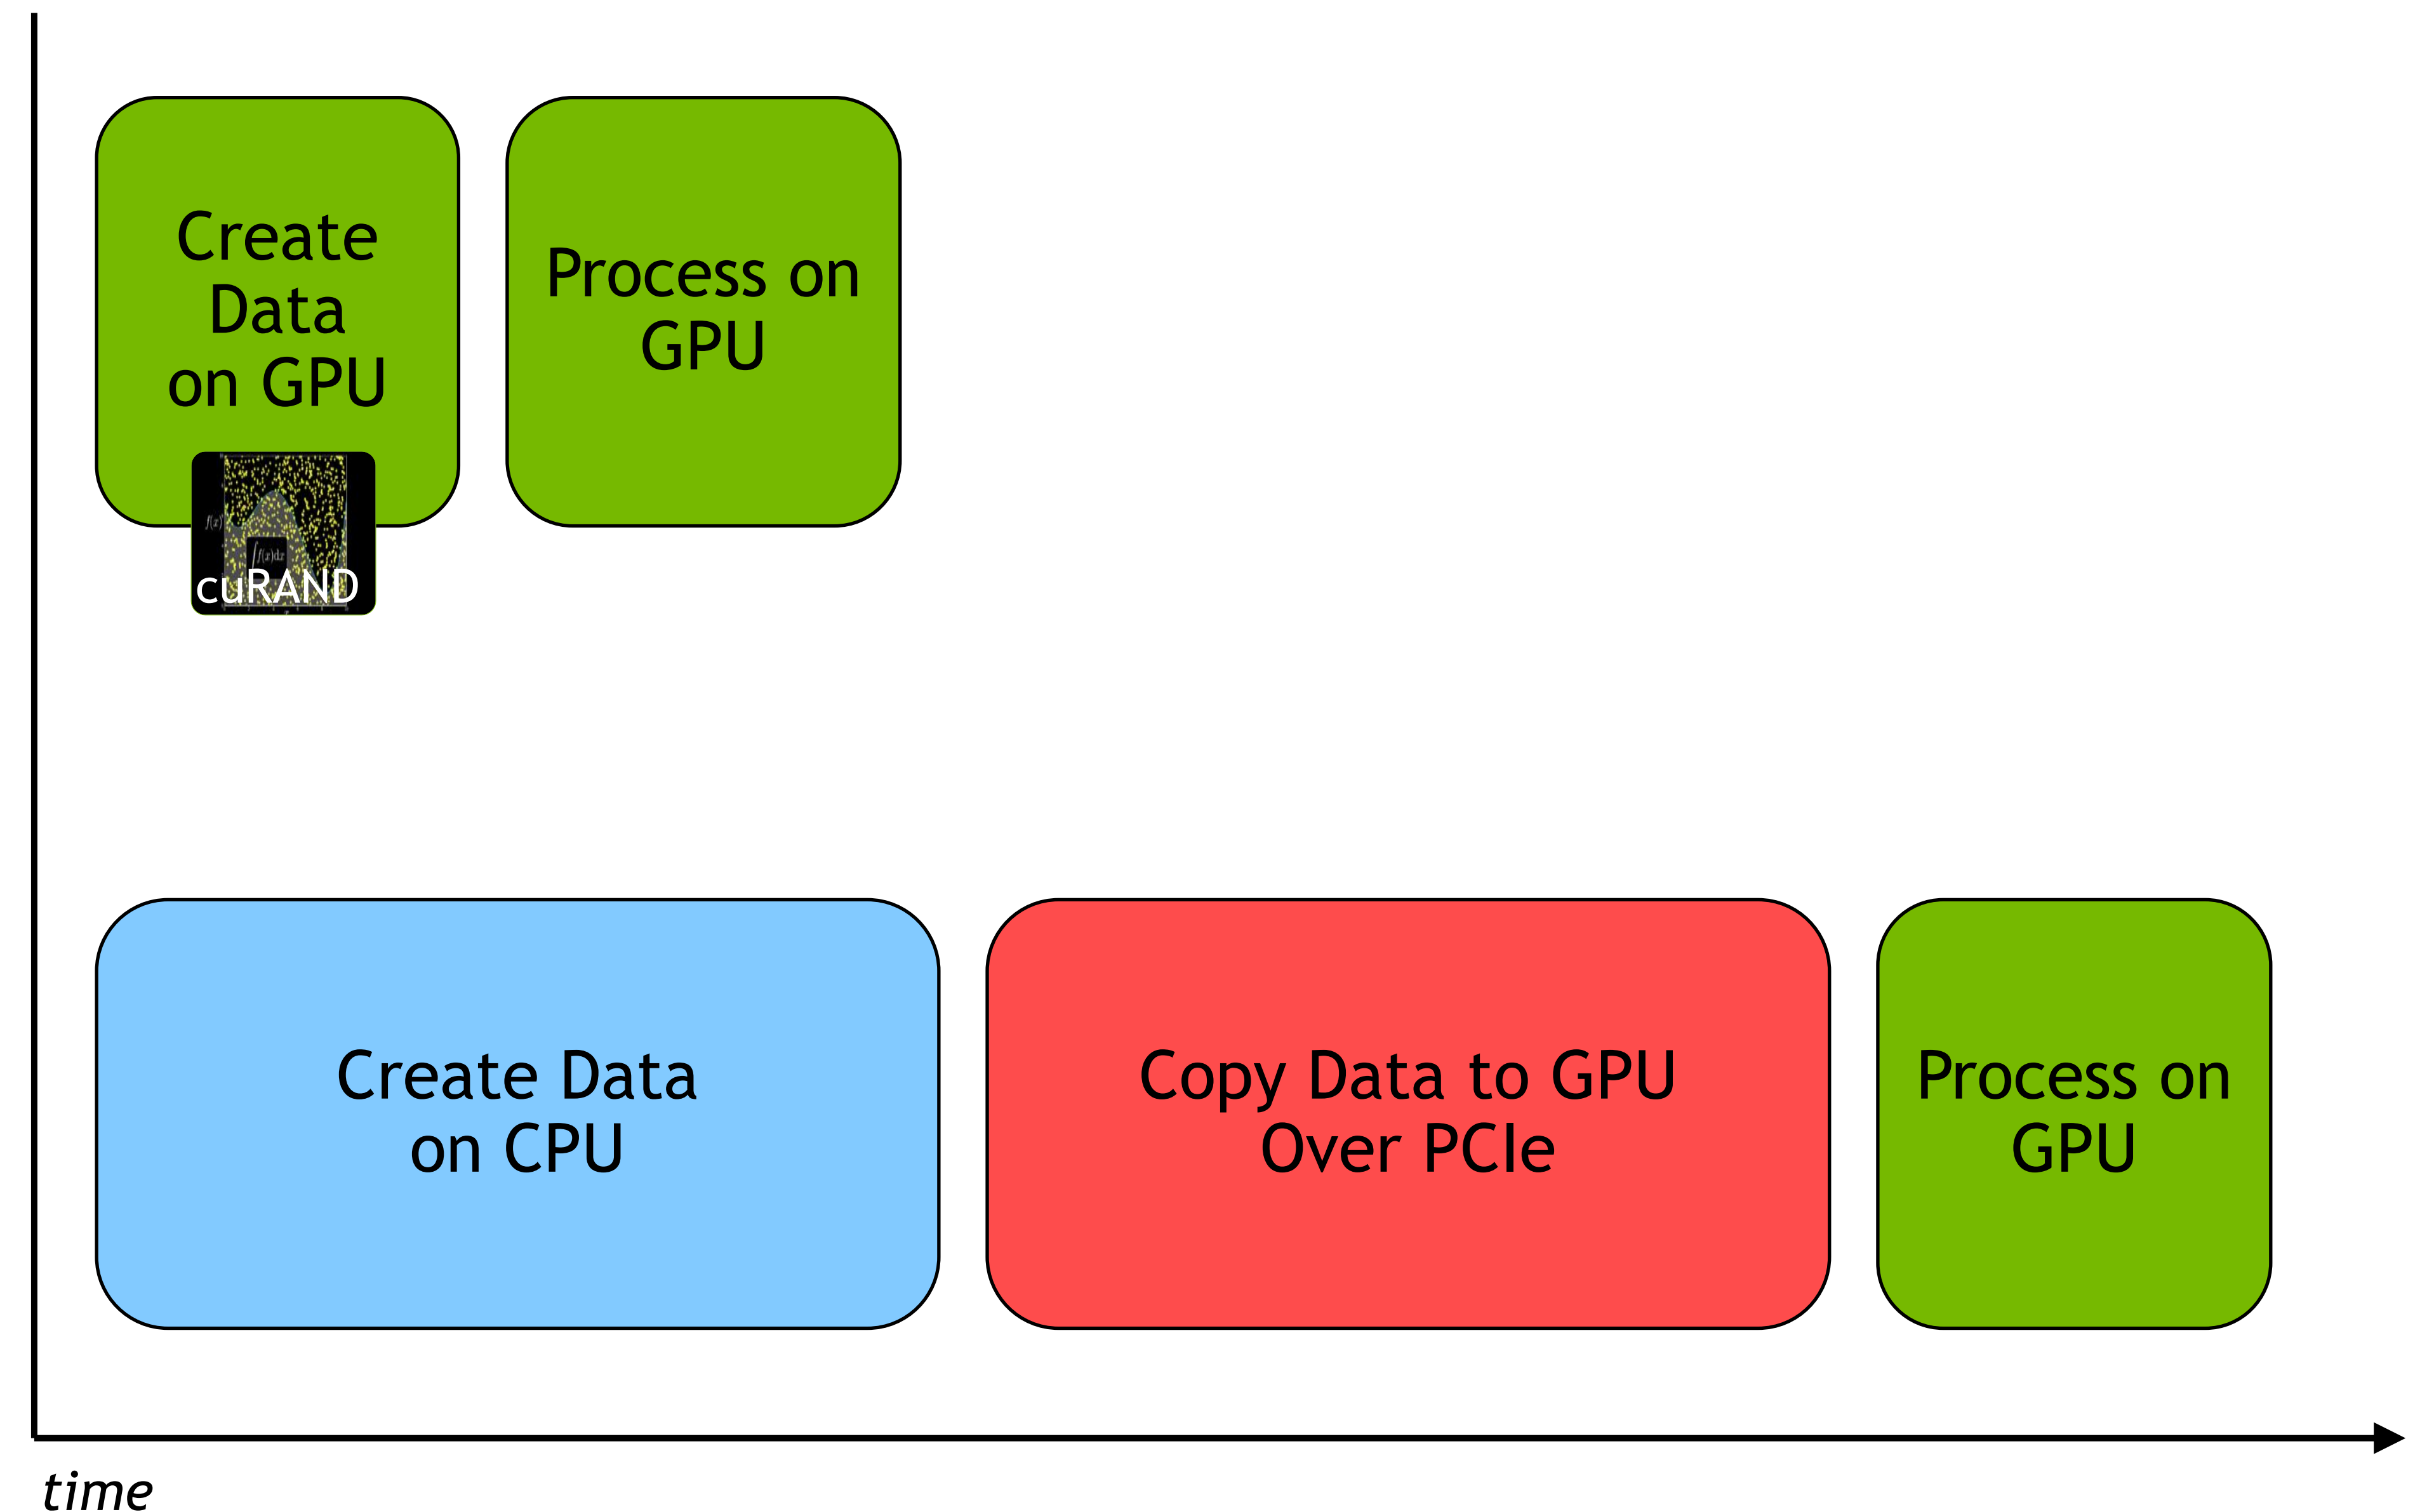 Create
Data
on GPU
Process on
GPU
f(x)
∫f(x)dx
cuRAND
Create Data
on CPU
Copy Data to GPU
Over PCIe
Process on
GPU
time